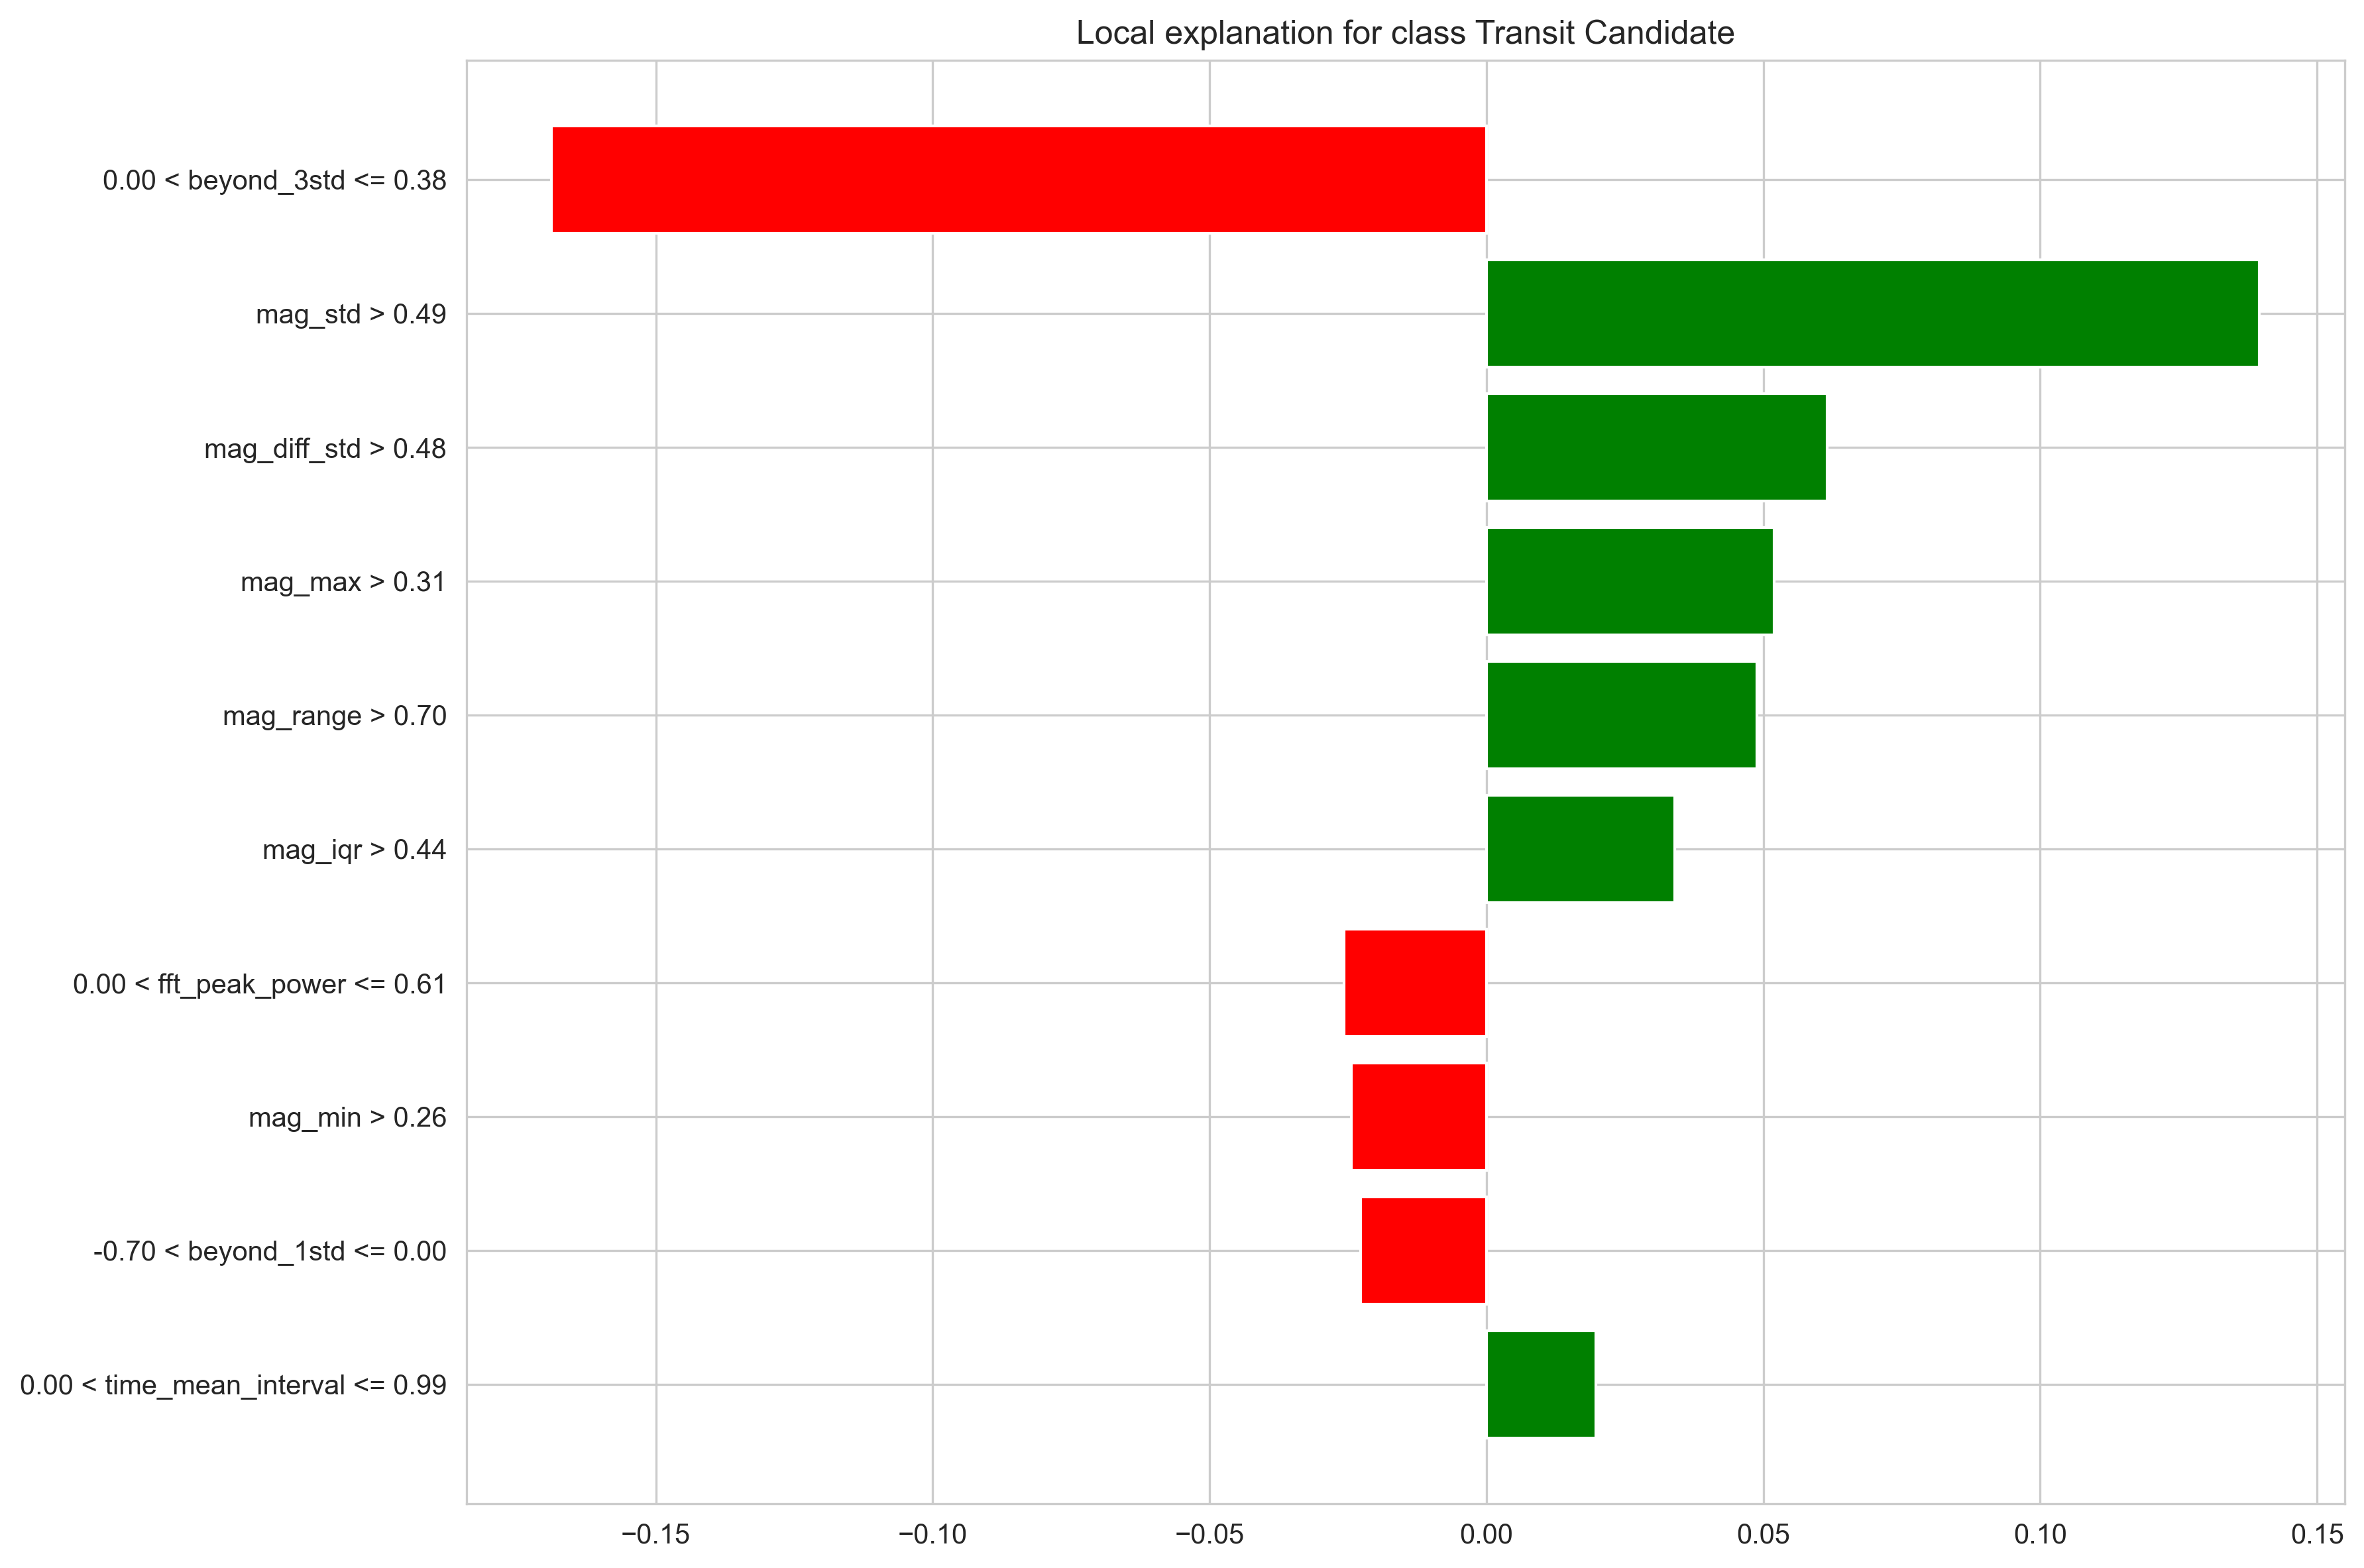 Local explanation for class Transit Candidate
0.00 < beyond_3std <= 0.38
mag_std > 0.49
mag_diff_std > 0.48
mag_max > 0.31
mag_range > 0.70
mag_iqr > 0.44
0.00 < fft_peak_power <= 0.61
mag_min > 0.26
-0.70 < beyond_1std <= 0.00
0.00 < time_mean_interval <= 0.99
−0.15 −0.10 −0.05 0.00 0.05 0.10 0.15